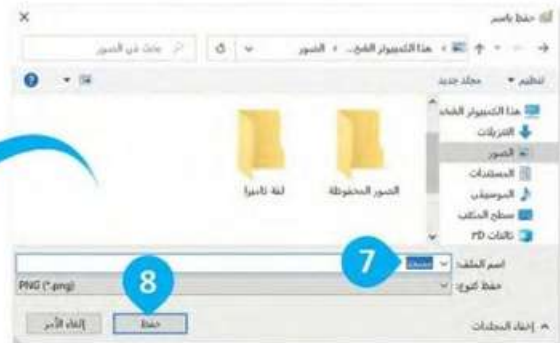 حفظ باسم
هذا الكمبيوتر الشخ... › الصور
بحث في الصور
تنظيم
مجلد جديد
هذا الكمبيوتر الشخ
التنزيلات
الصور
المستندات
الموسيقى
سطح المكتب
كائنات 3D
الصور المحفوظة
لفة كاميرا
اسم الملف:
7
حفظ كنوع:
PNG (*.png)
8
إخفاء المجلدات
حفظ
إلغاء الأمر